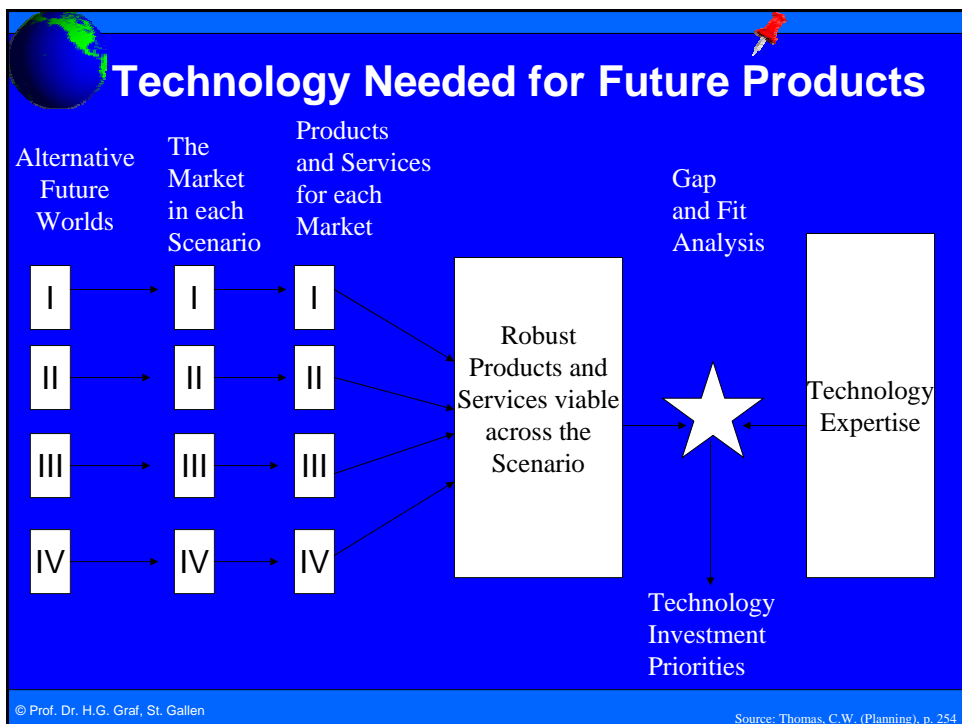 Technology Needed for Future Products
Alternative
Future
Worlds
The
Market
in each
Scenario
Products
and Services
for each
Market
Gap
and Fit
Analysis
I
I
I
II
II
II
III
III
III
IV
IV
IV
Robust
Products and
Services viable
across the
Scenario
Technology
Expertise
Technology
Investment
Priorities
© Prof. Dr. H.G. Graf, St. Gallen
Source: Thomas, C.W. (Planning), p. 254